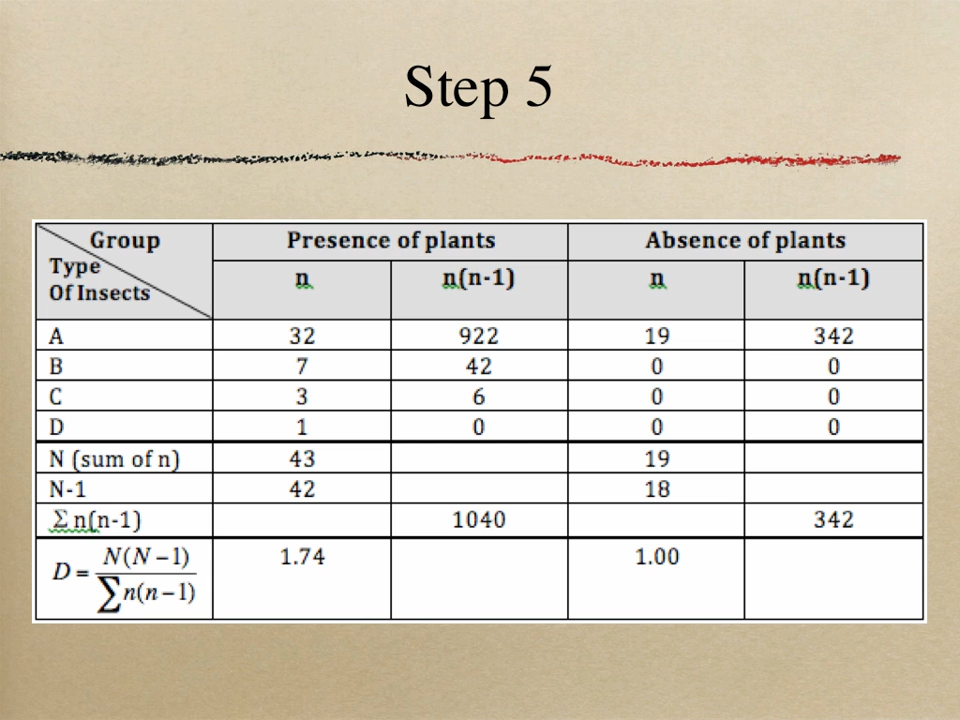 Step 5
Group Presence of plants Absence of plants
Type
Of Insects n n(n-1) n n(n-1)
A 32 922 19 342
B 7 42 0 0
C 3 6 0 0
D 1 0 0 0
N (sum of n) 43 19
N-1 42 18
Σn(n-1) 1040 342
D = N(N−1) / ∑n(n−1) 1.74 1.00